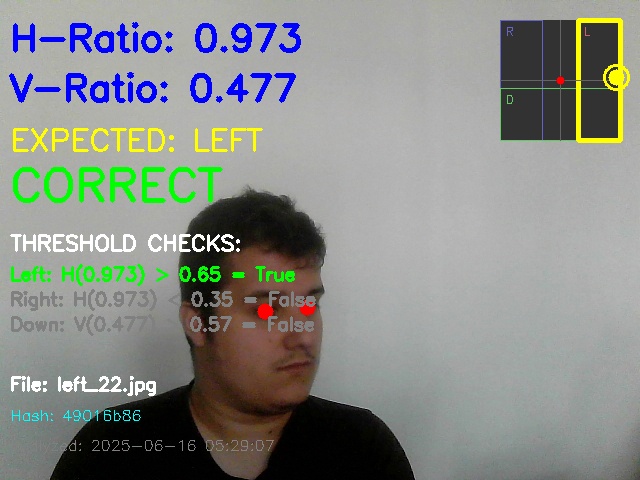 H-Ratio: 0.973
V-Ratio: 0.477
EXPECTED: LEFT
CORRECT
THRESHOLD CHECKS:
Left: H(0.973) > 0.65 = True
Right: H(0.973) < 0.35 = False
Down: V(0.477) > 0.57 = False
File: left_22.jpg
Hash: 49016b86
2025-06-16 05:29:07
R
L
D